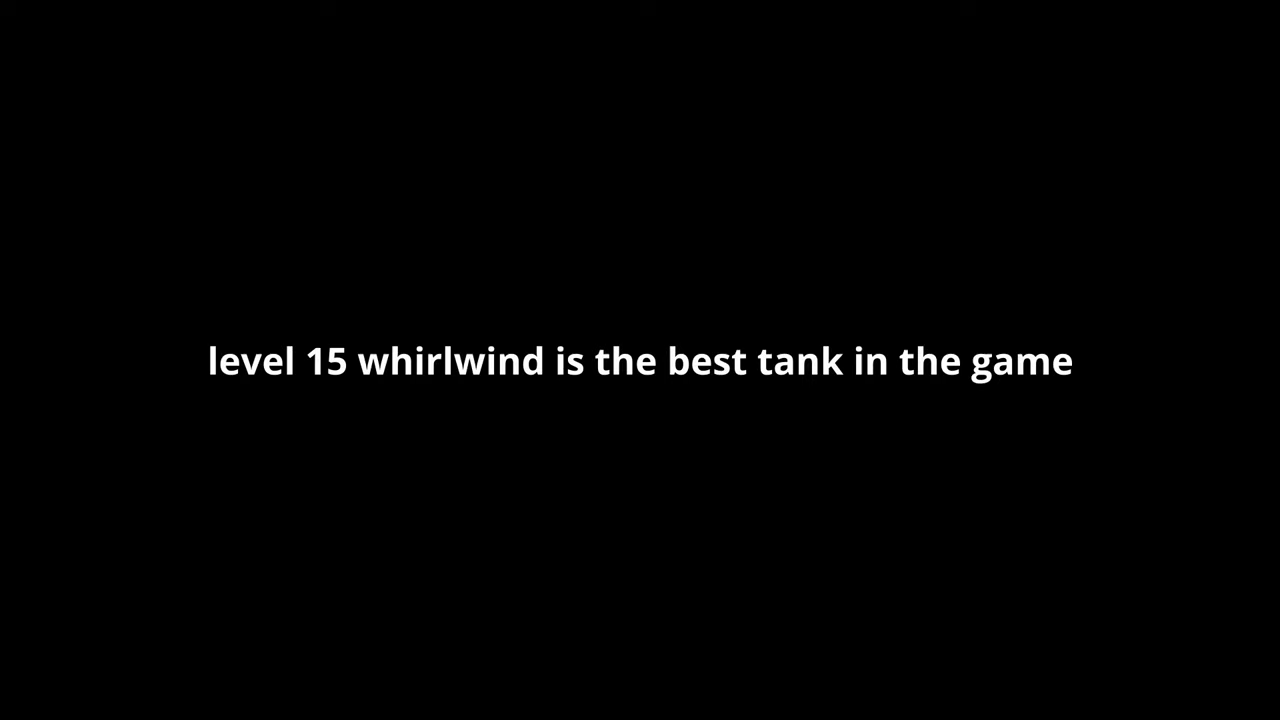 level 15 whirlwind is the best tank in the game